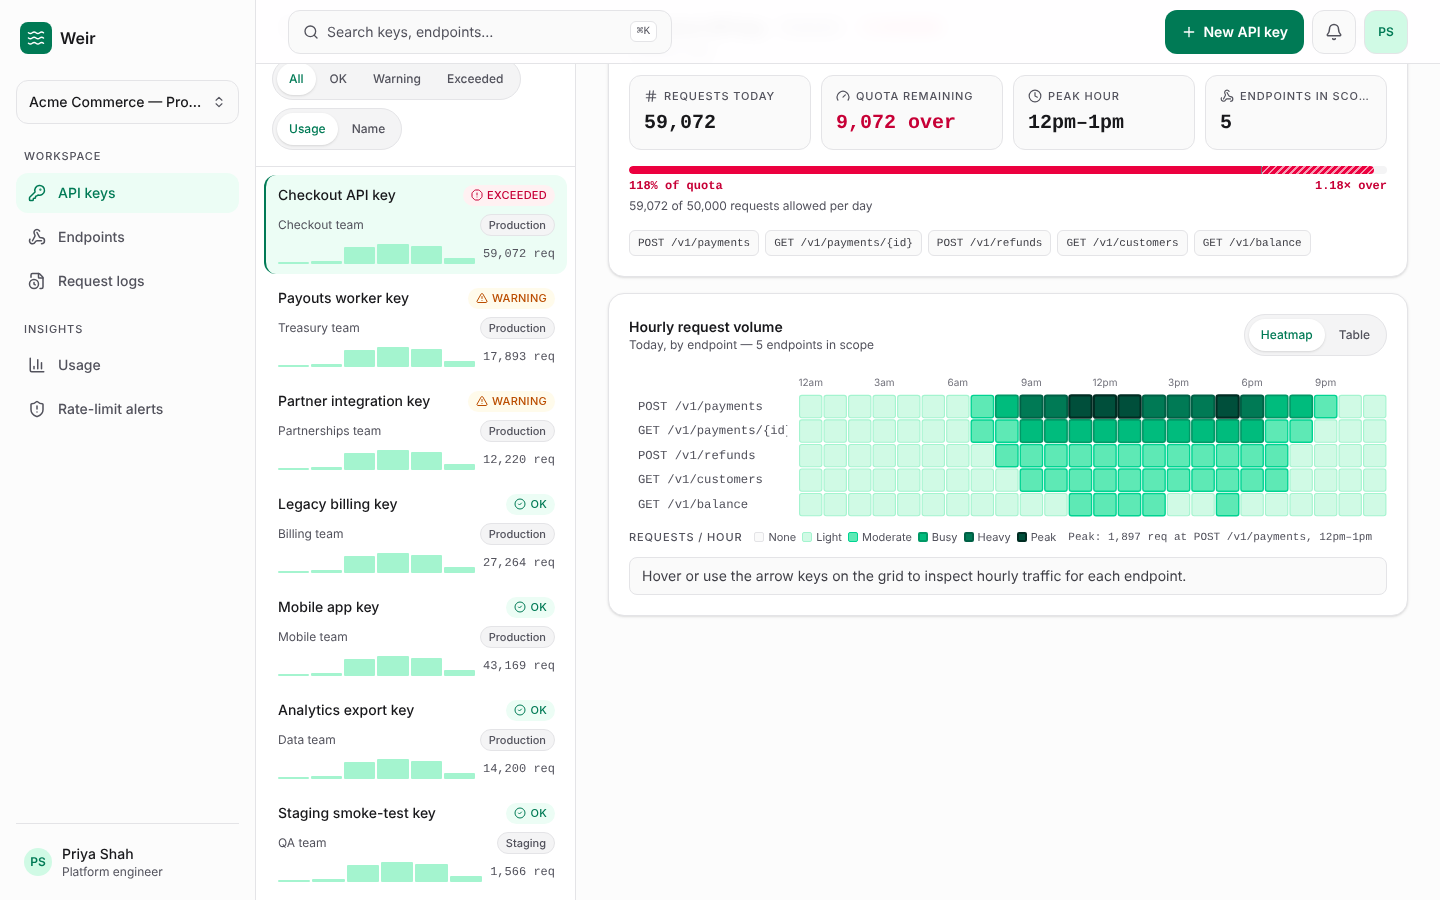 Weir
Search keys, endpoints...
⌘K
New API key
PS
Acme Commerce — Pro...
WORKSPACE
API keys
Endpoints
Request logs
INSIGHTS
Usage
Rate-limit alerts
PS
Priya Shah
Platform engineer
All
OK
Warning
Exceeded
Usage
Name
Checkout API key
EXCEEDED
Checkout team
Production
59,072 req
Payouts worker key
WARNING
Treasury team
Production
17,893 req
Partner integration key
WARNING
Partnerships team
Production
12,220 req
Legacy billing key
OK
Billing team
Production
27,264 req
Mobile app key
OK
Mobile team
Production
43,169 req
Analytics export key
OK
Data team
Production
14,200 req
Staging smoke-test key
OK
QA team
Staging
1,566 req
REQUESTS TODAY
59,072
QUOTA REMAINING
9,072 over
PEAK HOUR
12pm–1pm
ENDPOINTS IN SCO...
5
118% of quota
1.18× over
59,072 of 50,000 requests allowed per day
POST /v1/payments
GET /v1/payments/{id}
POST /v1/refunds
GET /v1/customers
GET /v1/balance
Hourly request volume
Today, by endpoint — 5 endpoints in scope
Heatmap
Table
12am 3am 6am 9am 12pm 3pm 6pm 9pm
POST /v1/payments
GET /v1/payments/{id}
POST /v1/refunds
GET /v1/customers
GET /v1/balance
REQUESTS / HOUR None Light Moderate Busy Heavy Peak Peak: 1,897 req at POST /v1/payments, 12pm–1pm
Hover or use the arrow keys on the grid to inspect hourly traffic for each endpoint.